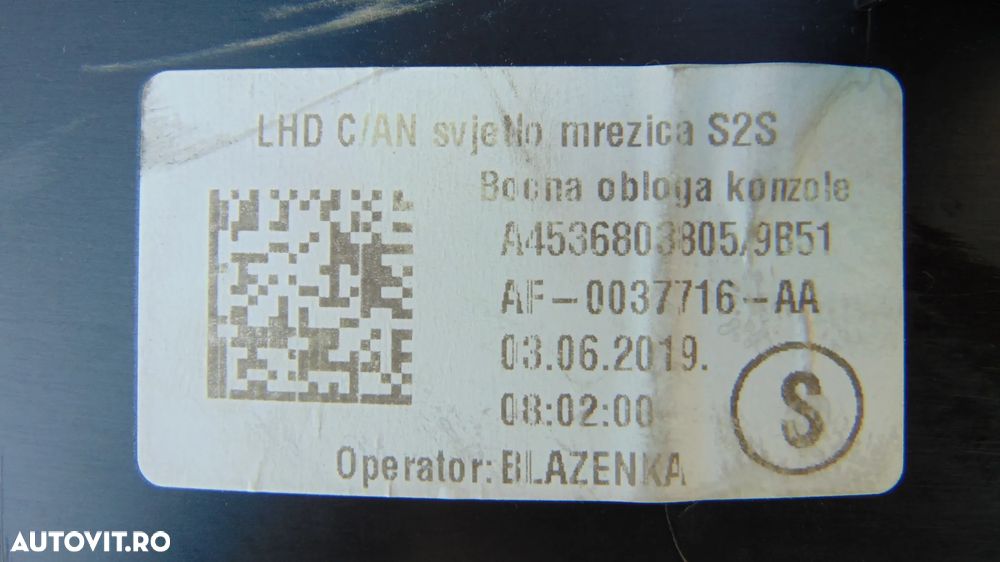 LHD C/AN svjetlo mrezica S2S
Bocna obloga konzole
A4536803805/9B51
AF-0037716-AA
03.06.2019.
08:02:00
S
Operator: BLAZENKA
AUTOVIT.RO